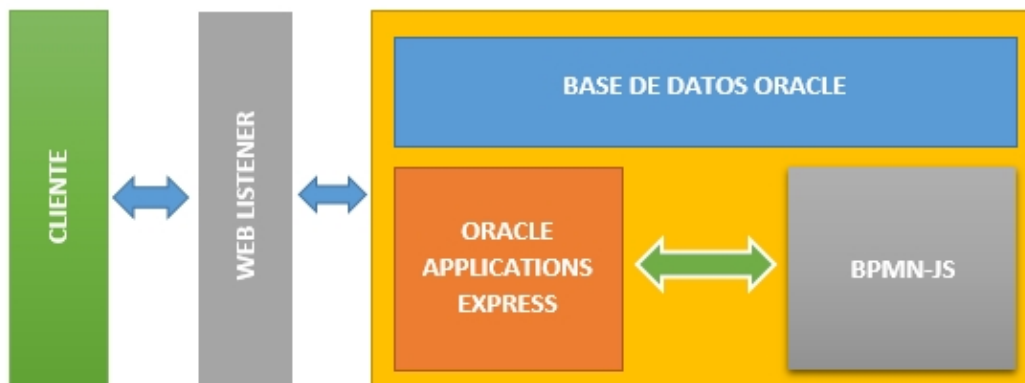 CLIENTE
WEB LISTENER
BASE DE DATOS ORACLE
ORACLE
APPLICATIONS
EXPRESS
BPMN-JS